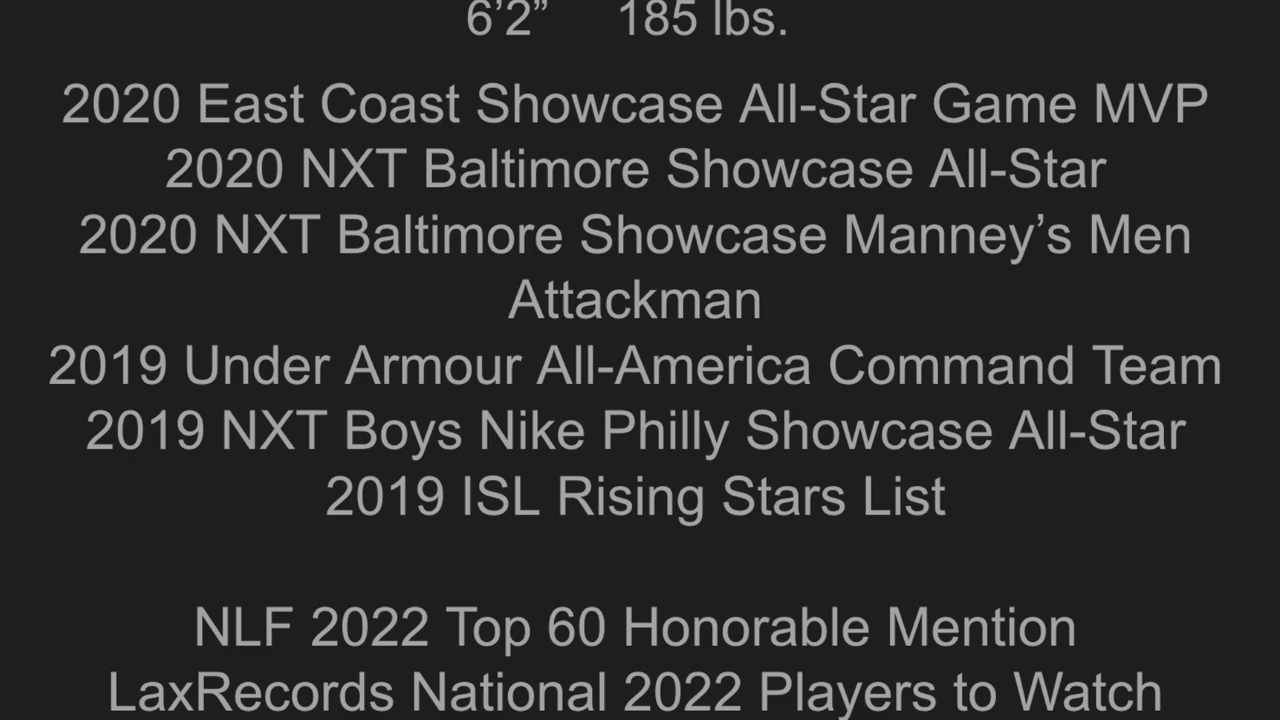 6’2” 185 lbs.
2020 East Coast Showcase All-Star Game MVP
2020 NXT Baltimore Showcase All-Star
2020 NXT Baltimore Showcase Manney’s Men
Attackman
2019 Under Armour All-America Command Team
2019 NXT Boys Nike Philly Showcase All-Star
2019 ISL Rising Stars List
NLF 2022 Top 60 Honorable Mention
LaxRecords National 2022 Players to Watch